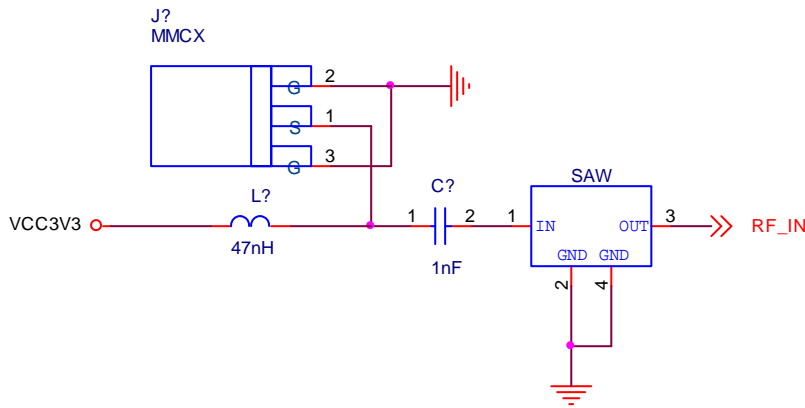 J?
MMCX
G 2
S 1
G 3
L?
C?
SAW
VCC3V3
1 2 1 IN OUT 3 RF_IN
47nH
1nF
GND GND
2 4